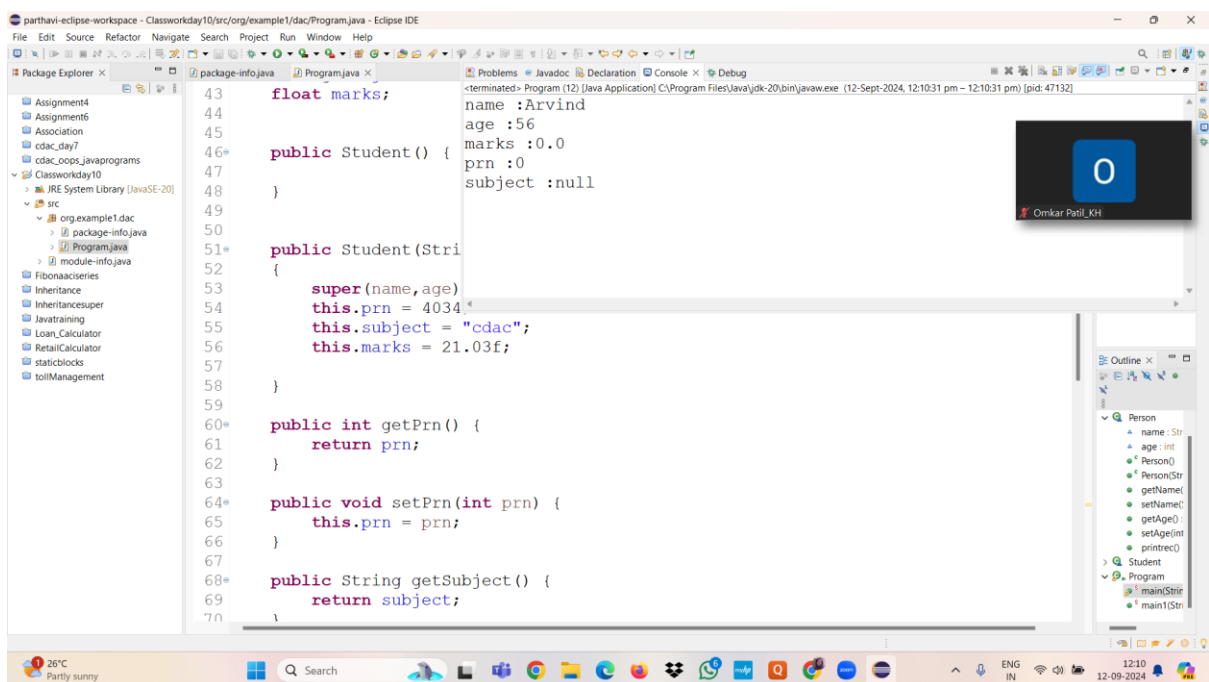 parthavi-eclipse-workspace - Classworkday10/src/org/example1/dac/Program.java - Eclipse IDE
File Edit Source Refactor Navigate Search Project Run Window Help
Package Explorer
Assignment4
Assignment6
Association
cdac_day7
cdac_oops_javaprograms
Classworkday10
JRE System Library [JavaSE-20]
src
org.example1.dac
package-info.java
Program.java
module-info.java
Fibonaaciseries
Inheritance
Inheritancesuper
Javatraining
Loan_Calculator
RetailCalculator
staticblocks
tollManagement
package-info.java Program.java
43 float marks;
44
45
46 public Student() {
47
48 }
49
50
51 public Student(Stri
52 {
53 super(name,age)
54 this.prn = 4034
55 this.subject = "cdac";
56 this.marks = 21.03f;
57
58 }
59
60 public int getPrn() {
61 return prn;
62 }
63
64 public void setPrn(int prn) {
65 this.prn = prn;
66 }
67
68 public String getSubject() {
69 return subject;
70 }
Problems Javadoc Declaration Console Debug
<terminated> Program (12) [Java Application] C:\Program Files\Java\jdk-20\bin\javaw.exe (12-Sept-2024, 12:10:31 pm – 12:10:31 pm) [pid: 47132]
name :Arvind
age :56
marks :0.0
prn :0
subject :null
O
Omkar Patil_KH
Outline
Person
name : Str
age : int
Person()
Person(Str
getName(
setName(
getAge() :
setAge(int
printrec()
Student
Program
main(Strin
main1(Stri
1
26°C
Partly sunny
Search
ENG
IN
12:10
12-09-2024